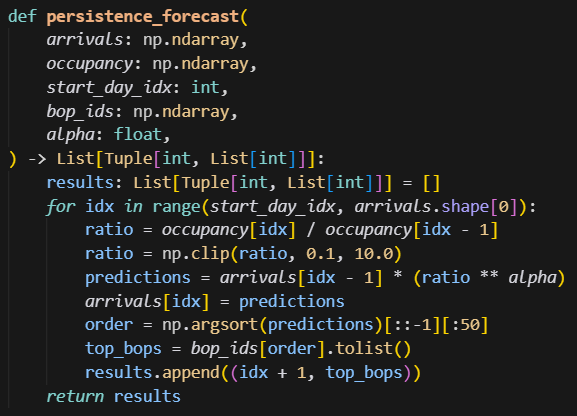 def persistence_forecast(
    arrivals: np.ndarray,
    occupancy: np.ndarray,
    start_day_idx: int,
    bop_ids: np.ndarray,
    alpha: float,
) -> List[Tuple[int, List[int]]]:
    results: List[Tuple[int, List[int]]] = []
    for idx in range(start_day_idx, arrivals.shape[0]):
        ratio = occupancy[idx] / occupancy[idx - 1]
        ratio = np.clip(ratio, 0.1, 10.0)
        predictions = arrivals[idx - 1] * (ratio ** alpha)
        arrivals[idx] = predictions
        order = np.argsort(predictions)[::-1][:50]
        top_bops = bop_ids[order].tolist()
        results.append((idx + 1, top_bops))
    return results